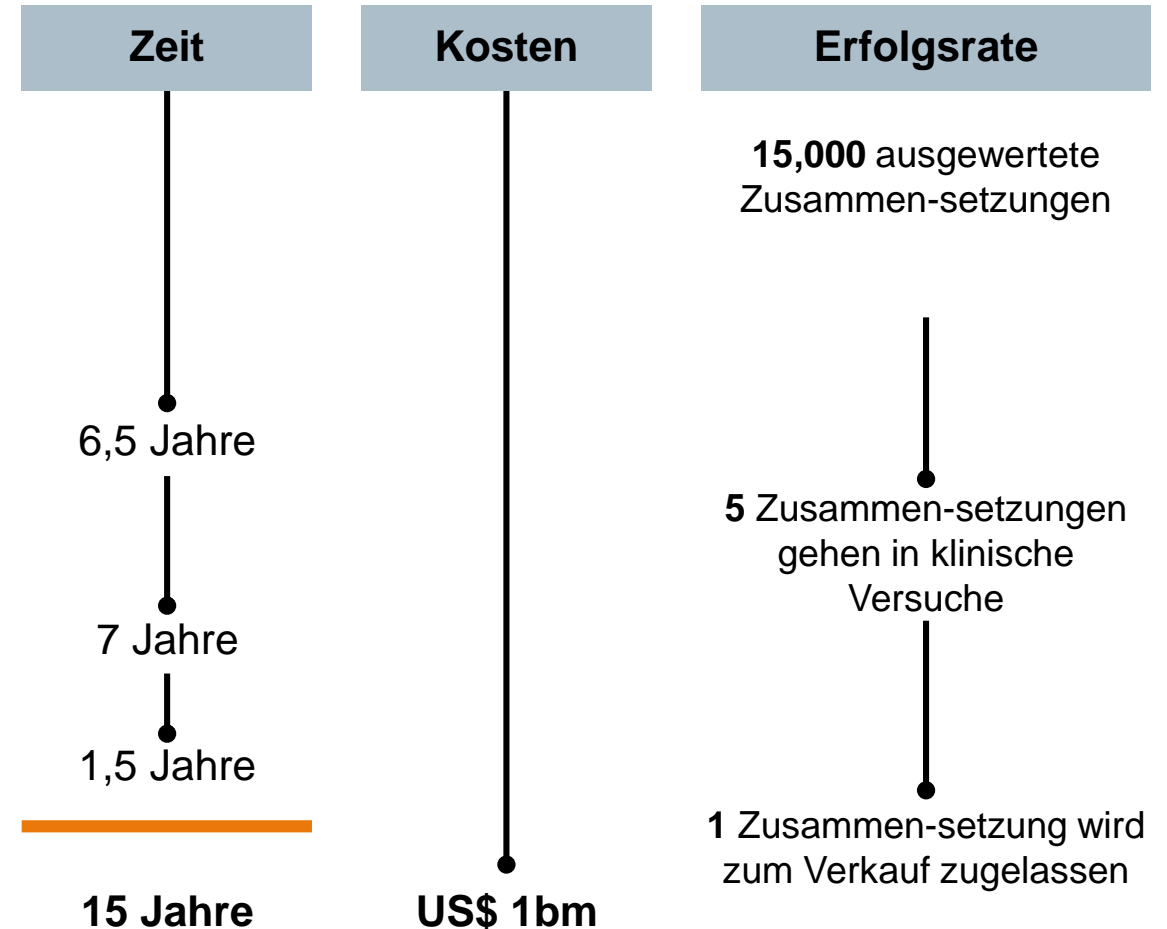 Zeit
Kosten
Erfolgsrate
15,000 ausgewertete
Zusammen-setzungen
6,5 Jahre
5 Zusammen-setzungen
gehen in klinische
Versuche
7 Jahre
1,5 Jahre
1 Zusammen-setzung wird
zum Verkauf zugelassen
15 Jahre
US$ 1bm